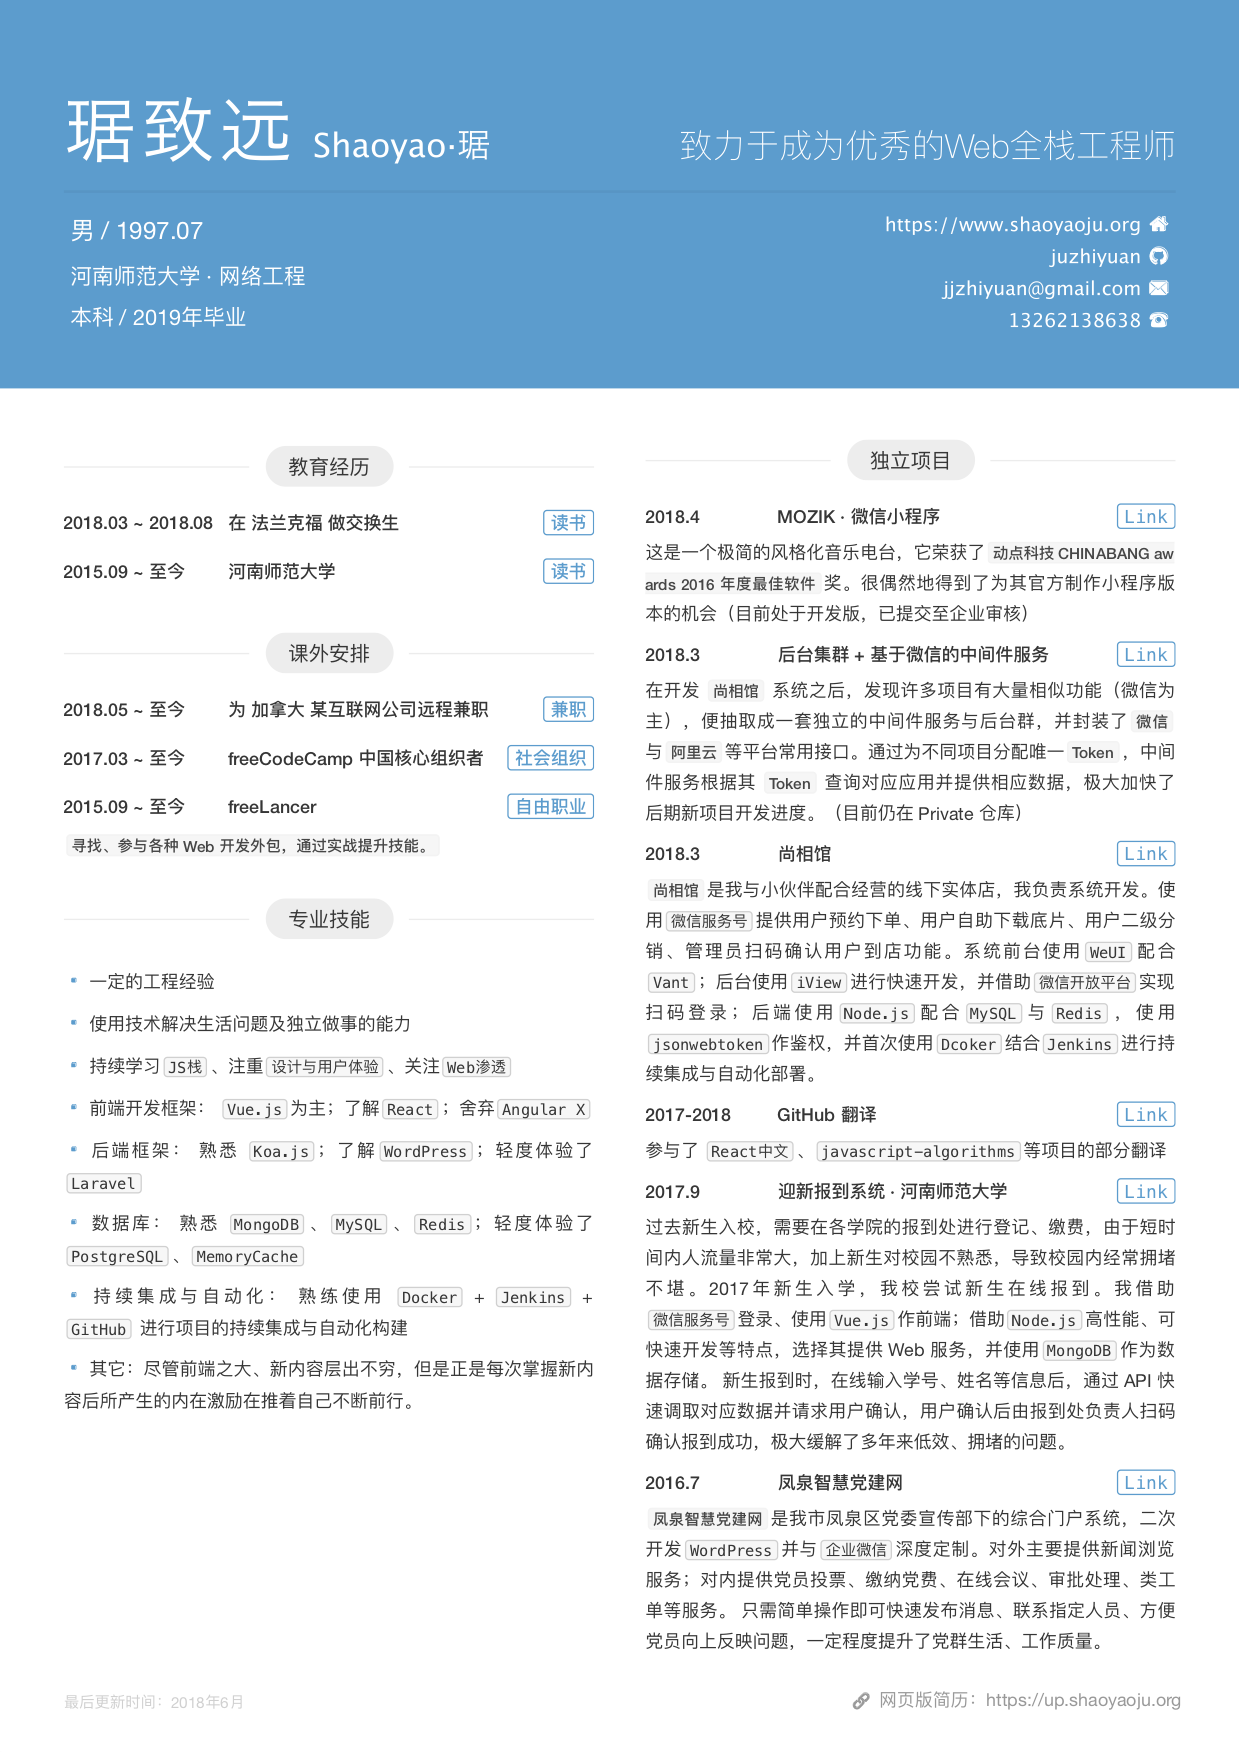 琚致远 Shaoyao·琚
致力于成为优秀的Web全栈工程师
男 / 1997.07
河南师范大学 · 网络工程
本科 / 2019年毕业
https://www.shaoyaoju.org
juzhiyuan
jjzhiyuan@gmail.com
13262138638
教育经历
2018.03 ~ 2018.08 在 法兰克福 做交换生 读书
2015.09 ~ 至今 河南师范大学 读书
课外安排
2018.05 ~ 至今 为 加拿大 某互联网公司远程兼职 兼职
2017.03 ~ 至今 freeCodeCamp 中国核心组织者 社会组织
2015.09 ~ 至今 freeLancer 自由职业
寻找、参与各种 Web 开发外包，通过实战提升技能。
专业技能
一定的工程经验
使用技术解决生活问题及独立做事的能力
持续学习 JS栈 、注重 设计与用户体验 、关注 Web渗透
前端开发框架： Vue.js 为主；了解 React ；舍弃 Angular X
后端框架： 熟悉 Koa.js ；了解 WordPress ；轻度体验了
Laravel
数据库： 熟悉 MongoDB 、 MySQL 、 Redis ；轻度体验了
PostgreSQL 、 MemoryCache
持续集成与自动化： 熟练使用 Docker + Jenkins +
GitHub 进行项目的持续集成与自动化构建
其它：尽管前端之大、新内容层出不穷，但是正是每次掌握新内
容后所产生的内在激励在推着自己不断前行。
独立项目
2018.4 MOZIK · 微信小程序 Link
这是一个极简的风格化音乐电台，它荣获了 动点科技 CHINABANG aw
ards 2016 年度最佳软件 奖。很偶然地得到了为其官方制作小程序版
本的机会（目前处于开发版，已提交至企业审核）
2018.3 后台集群 + 基于微信的中间件服务 Link
在开发 尚相馆 系统之后，发现许多项目有大量相似功能（微信为
主），便抽取成一套独立的中间件服务与后台群，并封装了 微信
与 阿里云 等平台常用接口。通过为不同项目分配唯一 Token ，中间
件服务根据其 Token 查询对应应用并提供相应数据，极大加快了
后期新项目开发进度。（目前仍在 Private 仓库）
2018.3 尚相馆 Link
尚相馆 是我与小伙伴配合经营的线下实体店，我负责系统开发。使
用 微信服务号 提供用户预约下单、用户自助下载底片、用户二级分
销、管理员扫码确认用户到店功能。系统前台使用 WeUI 配合
Vant ；后台使用 iView 进行快速开发，并借助 微信开放平台 实现
扫码登录；后端使用 Node.js 配合 MySQL 与 Redis ，使用
jsonwebtoken 作鉴权，并首次使用 Dcoker 结合 Jenkins 进行持
续集成与自动化部署。
2017-2018 GitHub 翻译 Link
参与了 React中文 、 javascript-algorithms 等项目的部分翻译
2017.9 迎新报到系统 · 河南师范大学 Link
过去新生入校，需要在各学院的报到处进行登记、缴费，由于短时
间内人流量非常大，加上新生对校园不熟悉，导致校园内经常拥堵
不堪。2017年新生入学，我校尝试新生在线报到。我借助
微信服务号 登录、使用 Vue.js 作前端；借助 Node.js 高性能、可
快速开发等特点，选择其提供 Web 服务，并使用 MongoDB 作为数
据存储。 新生报到时，在线输入学号、姓名等信息后，通过 API 快
速调取对应数据并请求用户确认，用户确认后由报到处负责人扫码
确认报到成功，极大缓解了多年来低效、拥堵的问题。
2016.7 凤泉智慧党建网 Link
凤泉智慧党建网 是我市凤泉区党委宣传部下的综合门户系统，二次
开发 WordPress 并与 企业微信 深度定制。对外主要提供新闻浏览
服务；对内提供党员投票、缴纳党费、在线会议、审批处理、类工
单等服务。 只需简单操作即可快速发布消息、联系指定人员、方便
党员向上反映问题，一定程度提升了党群生活、工作质量。
最后更新时间：2018年6月
网页版简历：https://up.shaoyaoju.org